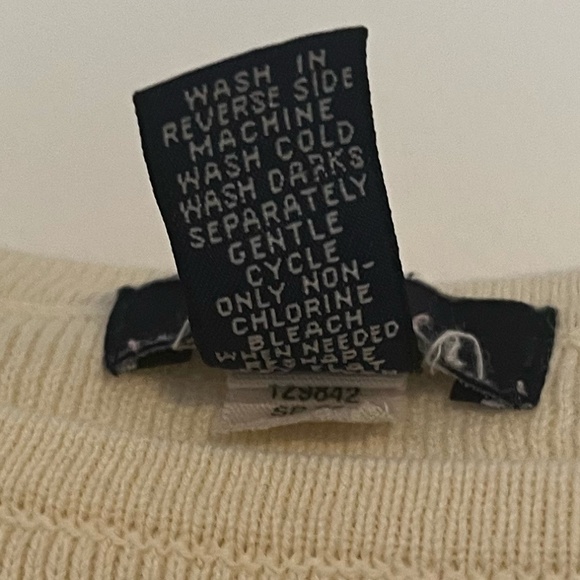 WASH IN
REVERSE SIDE
MACHINE
WASH COLD
WASH DARKS
SEPARATELY
GENTLE
CYCLE
ONLY NON-
CHLORINE
BLEACH
WHEN NEEDED
129842
SP